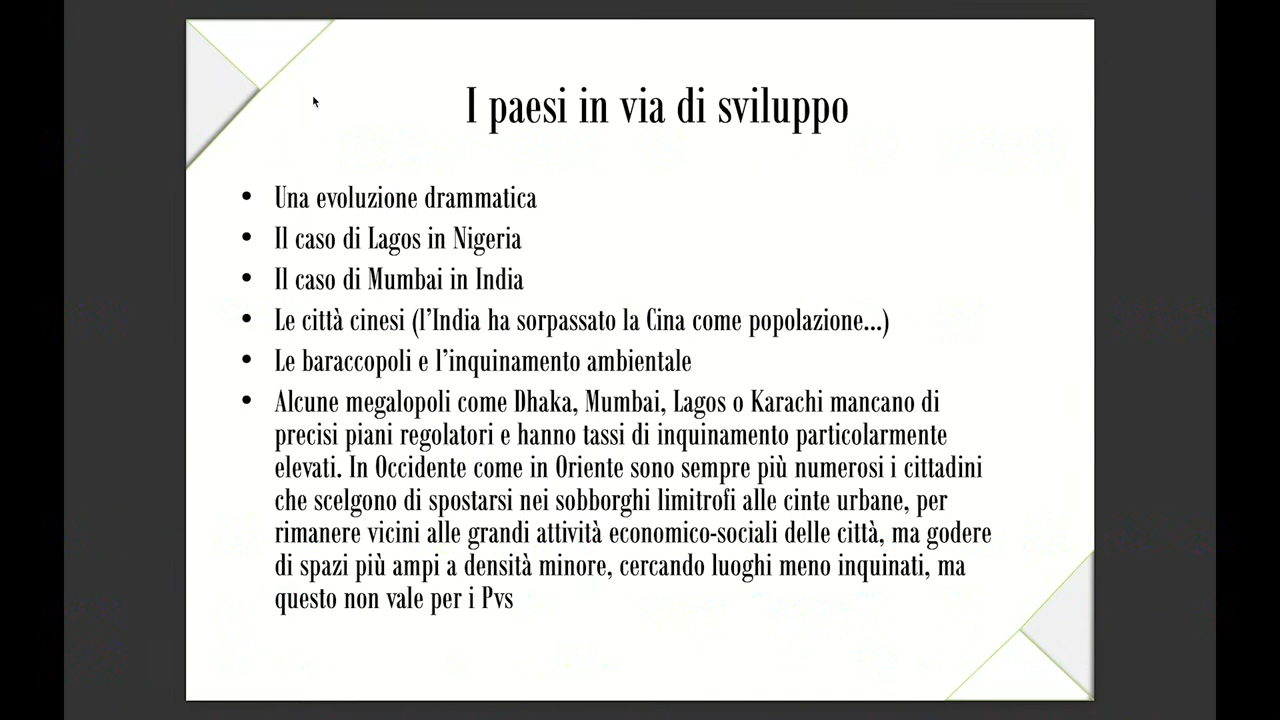 I paesi in via di sviluppo
• Una evoluzione drammatica
• Il caso di Lagos in Nigeria
• Il caso di Mumbai in India
• Le città cinesi (l’India ha sorpassato la Cina come popolazione...)
• Le baraccopoli e l’inquinamento ambientale
• Alcune megalopoli come Dhaka, Mumbai, Lagos o Karachi mancano di
precisi piani regolatori e hanno tassi di inquinamento particolarmente
elevati. In Occidente come in Oriente sono sempre più numerosi i cittadini
che scelgono di spostarsi nei sobborghi limitrofi alle cinte urbane, per
rimanere vicini alle grandi attività economico-sociali delle città, ma godere
di spazi più ampi a densità minore, cercando luoghi meno inquinati, ma
questo non vale per i Pvs